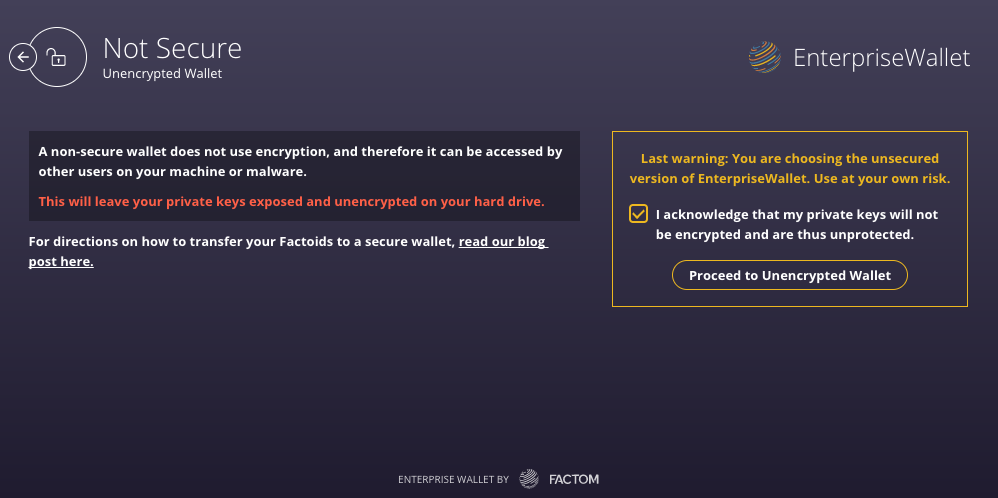 Not Secure
Unencrypted Wallet
EnterpriseWallet
A non-secure wallet does not use encryption, and therefore it can be accessed by
other users on your machine or malware.
This will leave your private keys exposed and unencrypted on your hard drive.
For directions on how to transfer your Factoids to a secure wallet, read our blog
post here.
Last warning: You are choosing the unsecured
version of EnterpriseWallet. Use at your own risk.
I acknowledge that my private keys will not
be encrypted and are thus unprotected.
Proceed to Unencrypted Wallet
ENTERPRISE WALLET BY FACTOM